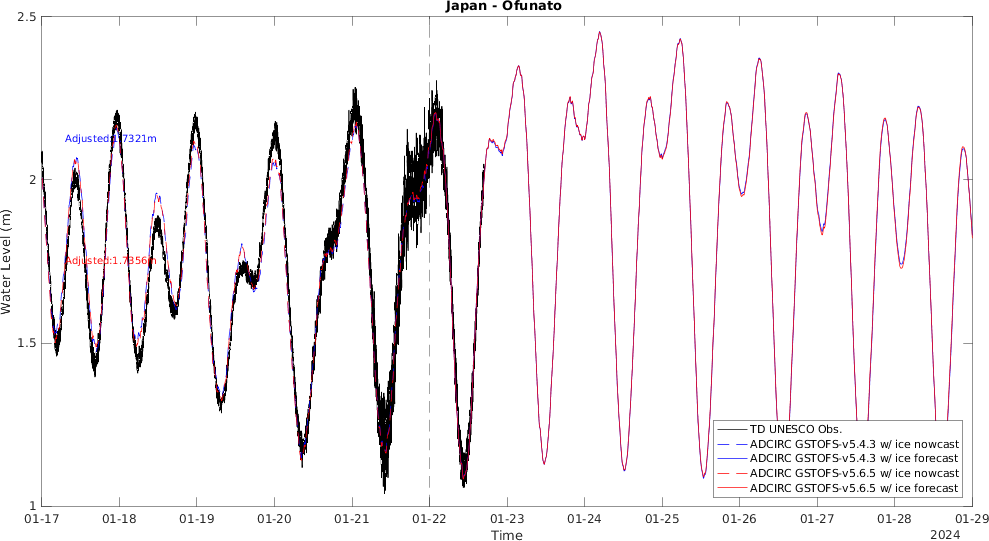 Japan - Ofunato
2.5
2
1.5
1
Water Level (m)
Adjusted:1.7321m
Adjusted:1.7356m
TD UNESCO Obs.
ADCIRC GSTOFS-v5.4.3 w/ ice nowcast
ADCIRC GSTOFS-v5.4.3 w/ ice forecast
ADCIRC GSTOFS-v5.6.5 w/ ice nowcast
ADCIRC GSTOFS-v5.6.5 w/ ice forecast
01-17 01-18 01-19 01-20 01-21 01-22 01-23 01-24 01-25 01-26 01-27 01-28 01-29
Time
2024